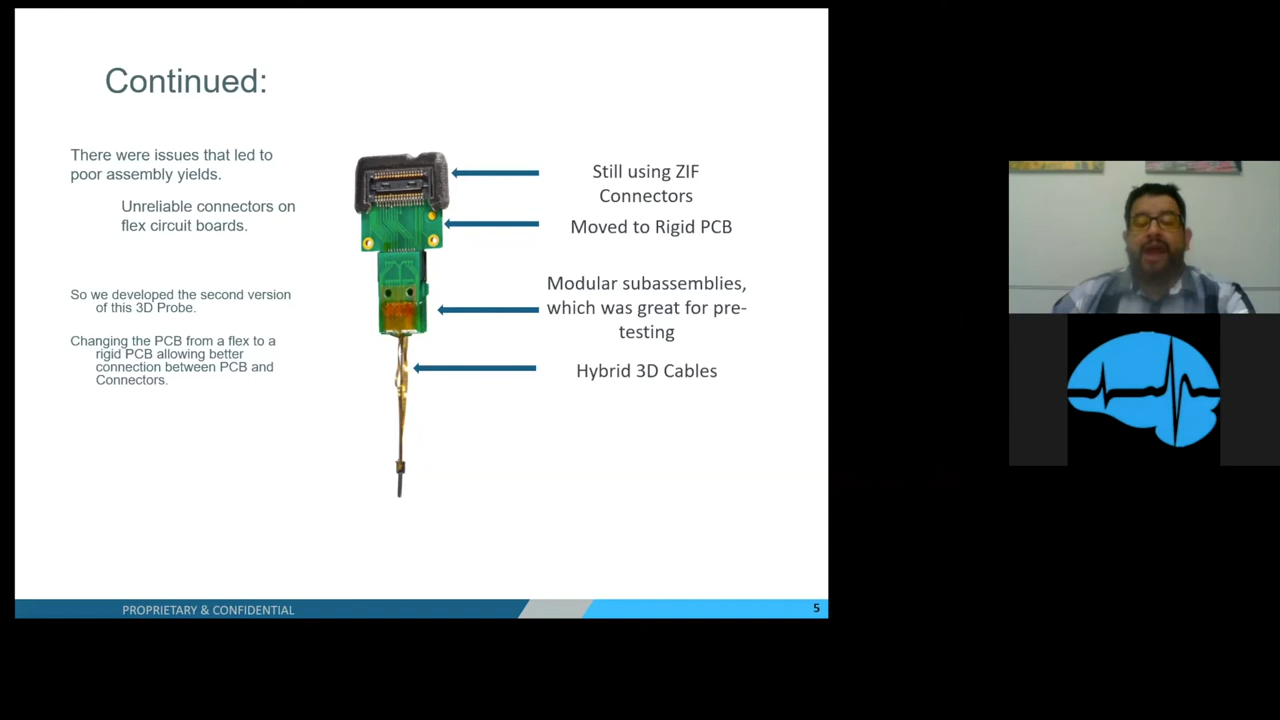 Continued:
There were issues that led to
poor assembly yields.
Unreliable connectors on
flex circuit boards.
So we developed the second version
of this 3D Probe.
Changing the PCB from a flex to a
rigid PCB allowing better
connection between PCB and
Connectors.
Still using ZIF
Connectors
Moved to Rigid PCB
Modular subassemblies,
which was great for pre-
testing
Hybrid 3D Cables
PROPRIETARY & CONFIDENTIAL
5